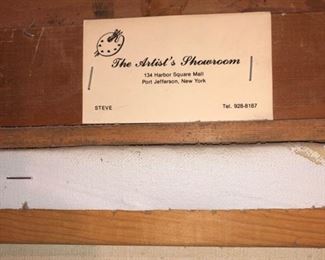 The Artist's Showroom
134 Harbor Square Mall
Port Jefferson, New York
STEVE Tel. 928-8187